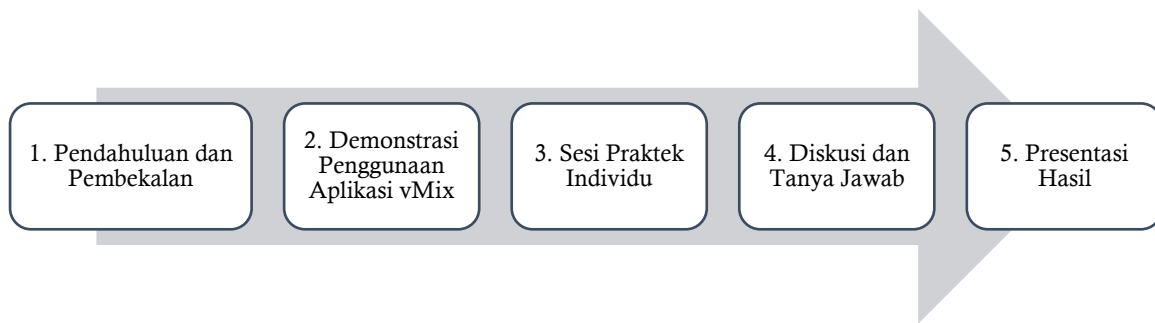 1. Pendahuluan dan
Pembekalan
2. Demonstrasi
Penggunaan
Aplikasi vMix
3. Sesi Praktek
Individu
4. Diskusi dan
Tanya Jawab
5. Presentasi
Hasil